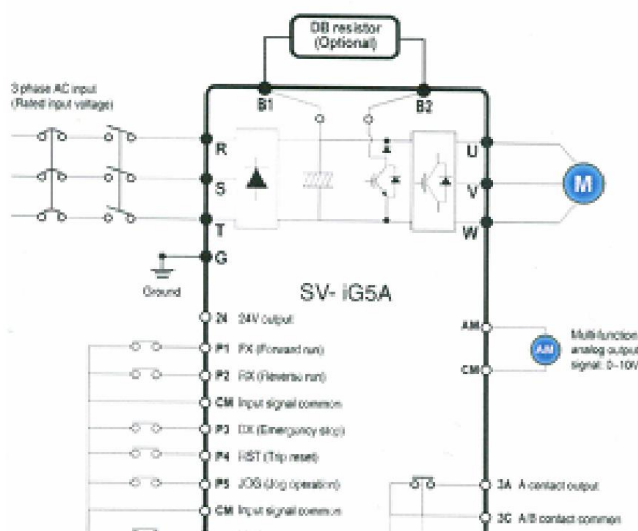 DB resistor
(Optional)
3 phase AC input
(Rated input voltage)
B1
B2
R
S
T
G
U
V
W
M
Ground
SV- iG5A
24 24V output
P1 FX (Forward run)
P2 RX (Reverse run)
CM Input signal common
P3 EX (Emergency stop)
P4 RST (Trip reset)
P5 JOG (Jog operation)
CM Input signal common
AM
AM
CM
Multi-function
analog output
signal: 0~10V
3A A contact output
3C A/B contact common